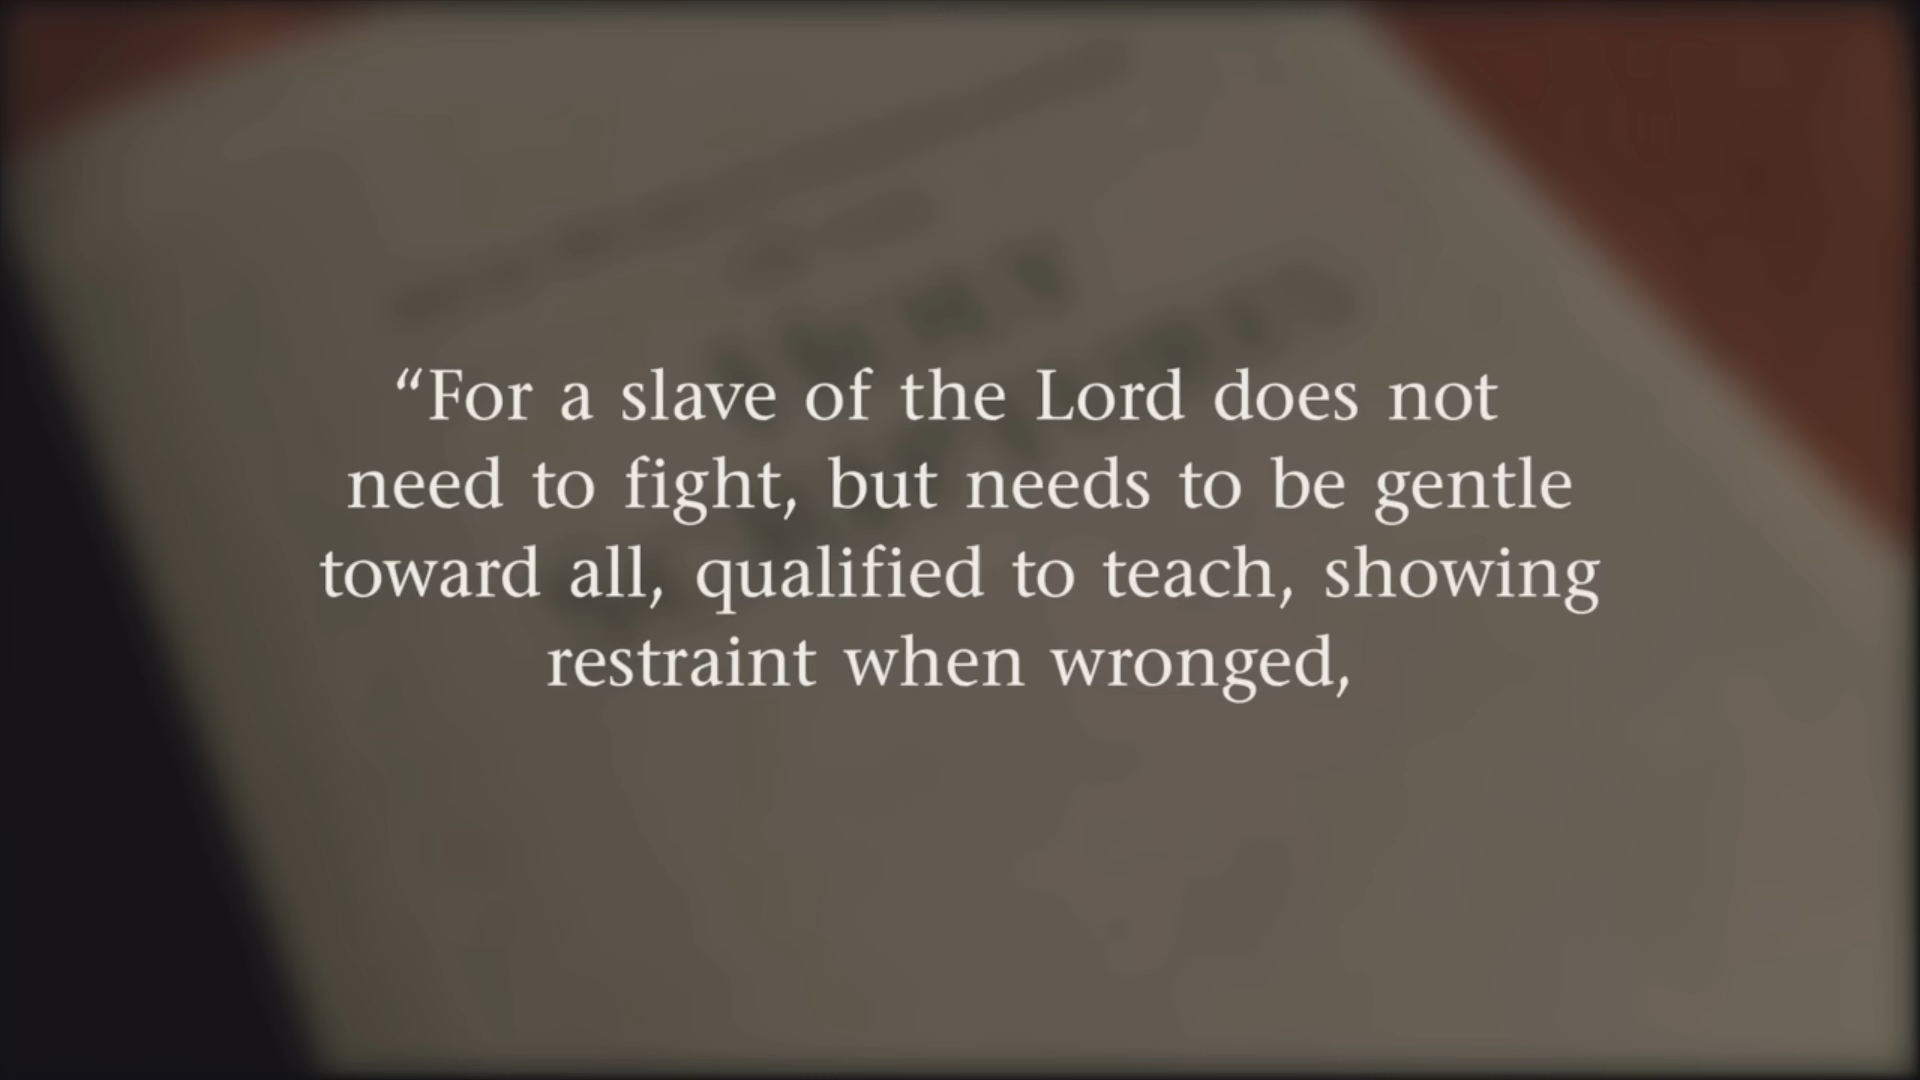 “For a slave of the Lord does not
need to fight, but needs to be gentle
toward all, qualified to teach, showing
restraint when wronged,